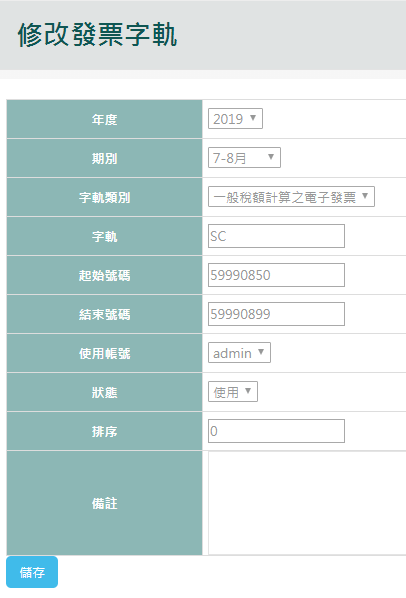 修改發票字軌
年度 2019
期別 7-8月
字軌類別 一般稅額計算之電子發票
字軌 SC
起始號碼 59990850
結束號碼 59990899
使用帳號 admin
狀態 使用
排序 0
備註
儲存